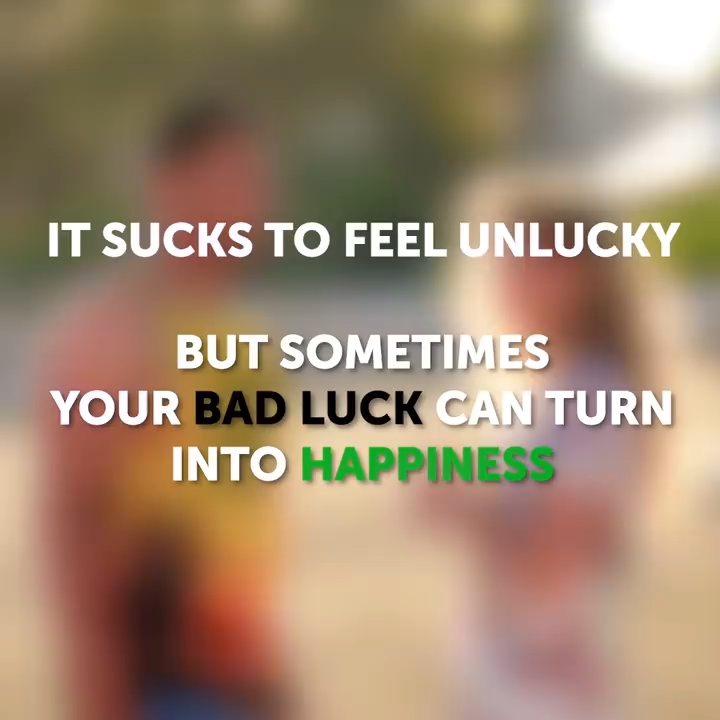 IT SUCKS TO FEEL UNLUCKY
BUT SOMETIMES
YOUR BAD LUCK CAN TURN
INTO HAPPINESS